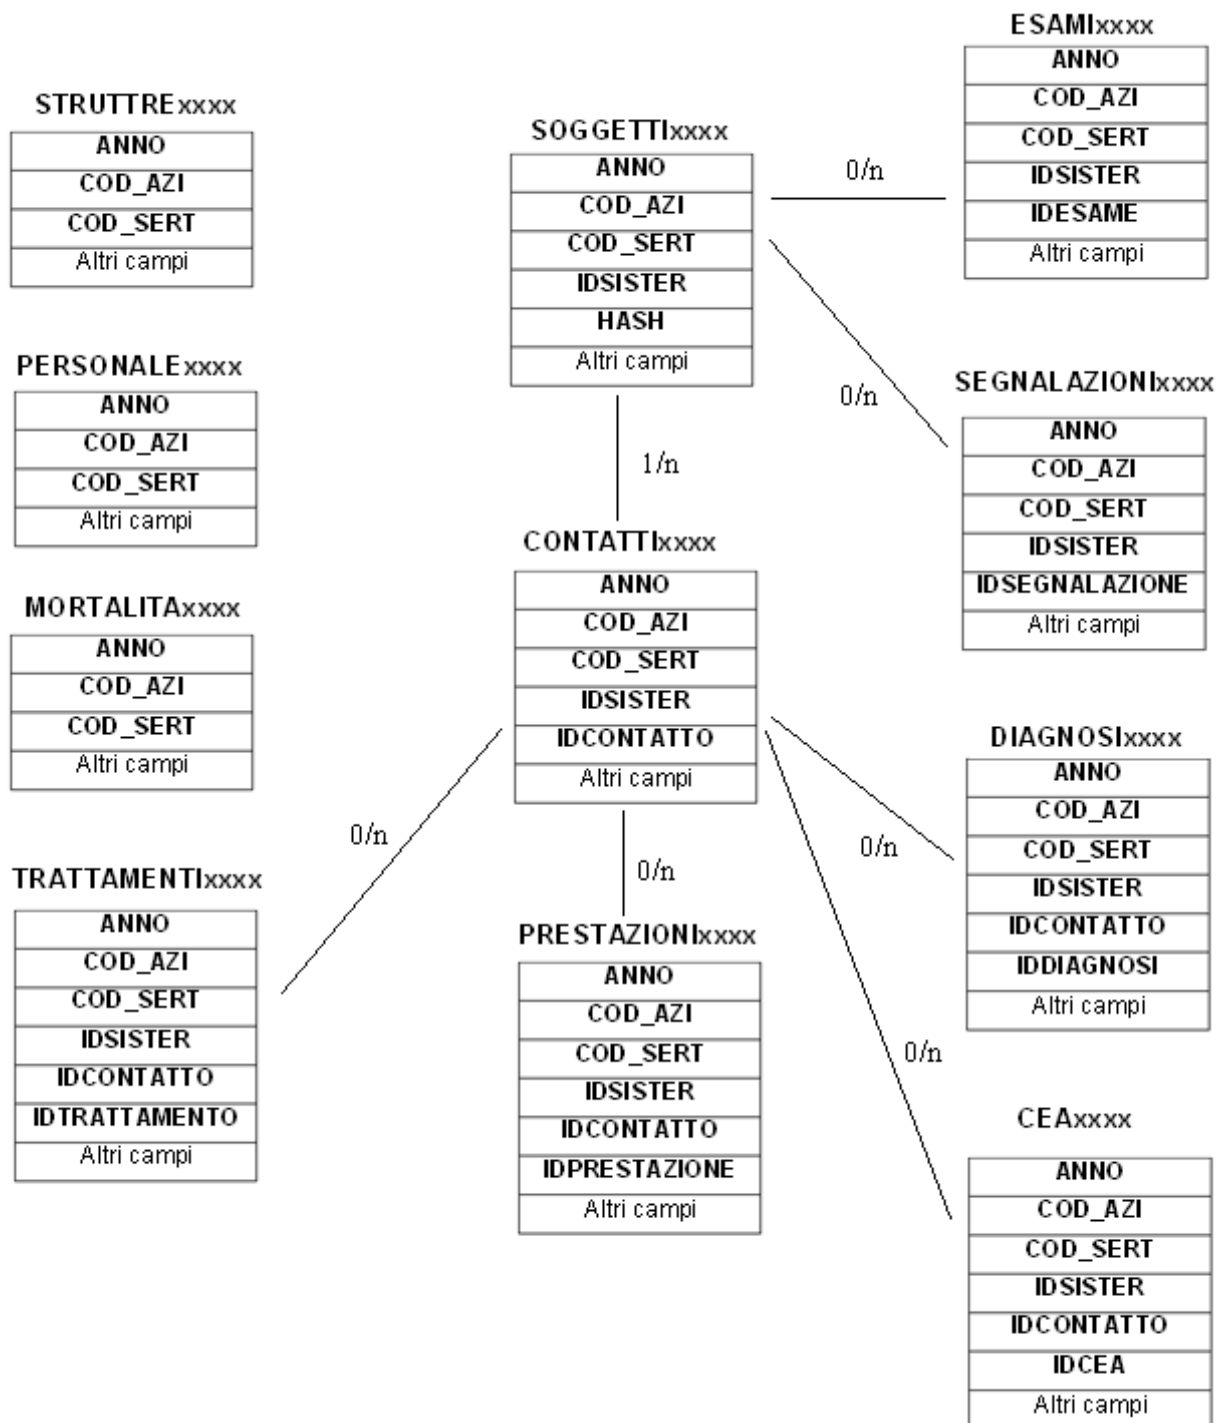 STRUTTRExxxx
ANNO
COD_AZI
COD_SERT
Altri campi
PERSONALExxxx
ANNO
COD_AZI
COD_SERT
Altri campi
MORTALITAxxxx
ANNO
COD_AZI
COD_SERT
Altri campi
TRATTAMENTIxxxx
ANNO
COD_AZI
COD_SERT
IDSISTER
IDCONTATTO
IDTRATTAMENTO
Altri campi
0/n
SOGGETTIxxxx
ANNO
COD_AZI
COD_SERT
IDSISTER
HASH
Altri campi
1/n
CONTATTIxxxx
ANNO
COD_AZI
COD_SERT
IDSISTER
IDCONTATTO
Altri campi
0/n
PRESTAZIONIxxxx
ANNO
COD_AZI
COD_SERT
IDSISTER
IDCONTATTO
IDPRESTAZIONE
Altri campi
0/n
0/n
0/n
0/n
ESAMIxxxx
ANNO
COD_AZI
COD_SERT
IDSISTER
IDESAME
Altri campi
SEGNALAZIONIxxxx
ANNO
COD_AZI
COD_SERT
IDSISTER
IDSEGNALAZIONE
Altri campi
DIAGNOSIxxxx
ANNO
COD_AZI
COD_SERT
IDSISTER
IDCONTATTO
IDDIAGNOSI
Altri campi
CEAxxxx
ANNO
COD_AZI
COD_SERT
IDSISTER
IDCONTATTO
IDCEA
Altri campi